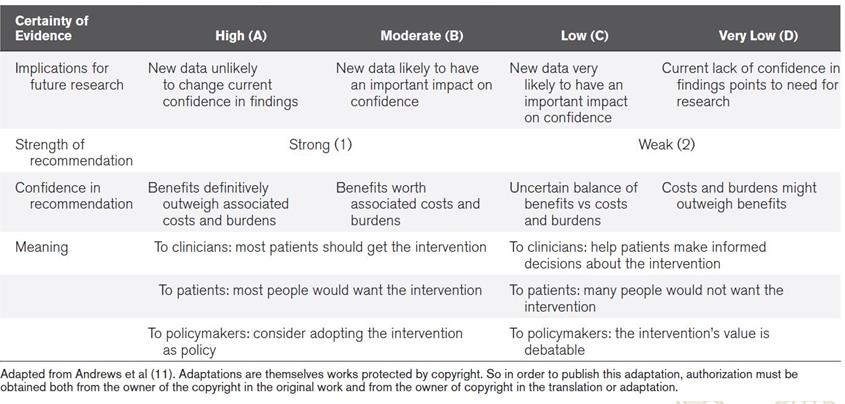 Certainty of
Evidence
High (A)
Moderate (B)
Low (C)
Very Low (D)
Implications for
future research
New data unlikely
to change current
confidence in findings
New data likely to have
an important impact on
confidence
New data very
likely to have an
important impact
on confidence
Current lack of confidence in
findings points to need for
research
Strength of
recommendation
Strong (1)
Weak (2)
Confidence in
recommendation
Benefits definitively
outweigh associated
costs and burdens
Benefits worth
associated costs and
burdens
Uncertain balance of
benefits vs costs
and burdens
Costs and burdens might
outweigh benefits
Meaning
To clinicians: most patients should get the intervention
To clinicians: help patients make informed
decisions about the intervention
To patients: most people would want the intervention
To patients: many people would not want the
intervention
To policymakers: consider adopting the intervention
as policy
To policymakers: the intervention's value is
debatable
Adapted from Andrews et al (11). Adaptations are themselves works protected by copyright. So in order to publish this adaptation, authorization must be
obtained both from the owner of the copyright in the original work and from the owner of copyright in the translation or adaptation.